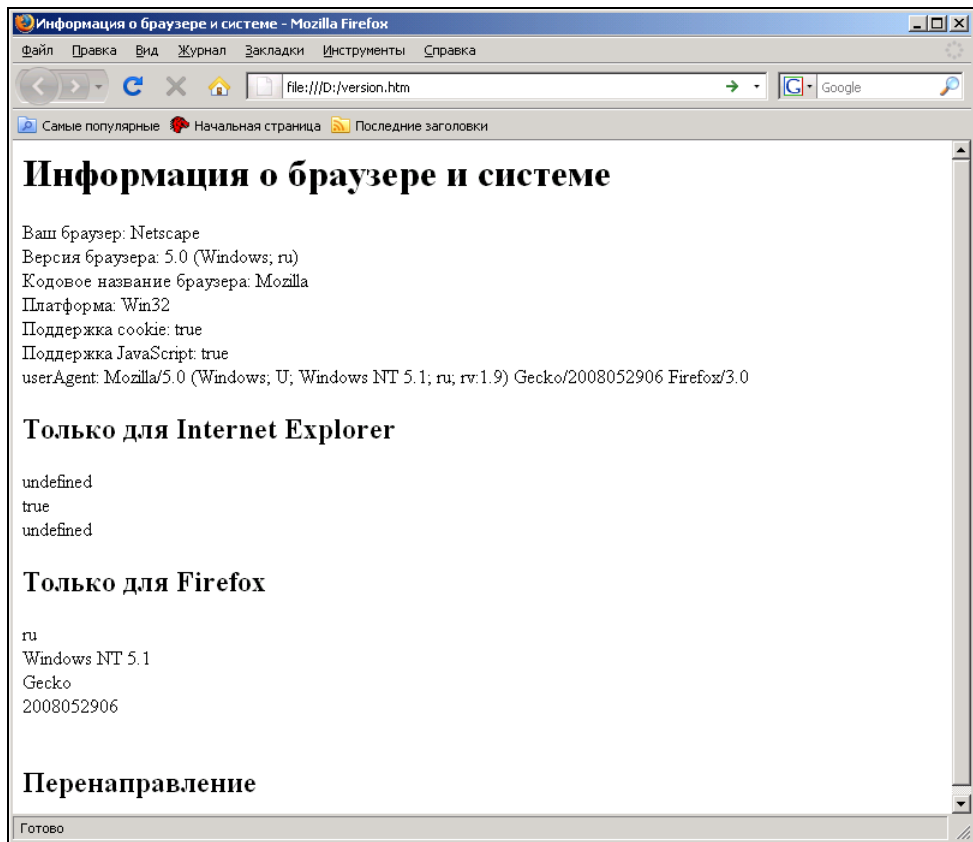 Информация о браузере и системе - Mozilla Firefox
Файл Правка Вид Журнал Закладки Инструменты Справка
file:///D:/version.htm
G Google
Самые популярные Начальная страница Последние заголовки
Информация о браузере и системе
Ваш браузер: Netscape
Версия браузера: 5.0 (Windows; ru)
Кодовое название браузера: Mozilla
Платформа: Win32
Поддержка cookie: true
Поддержка JavaScript: true
userAgent: Mozilla/5.0 (Windows; U; Windows NT 5.1; ru; rv:1.9) Gecko/2008052906 Firefox/3.0
Только для Internet Explorer
undefined
true
undefined
Только для Firefox
ru
Windows NT 5.1
Gecko
2008052906
Перенаправление
Готово